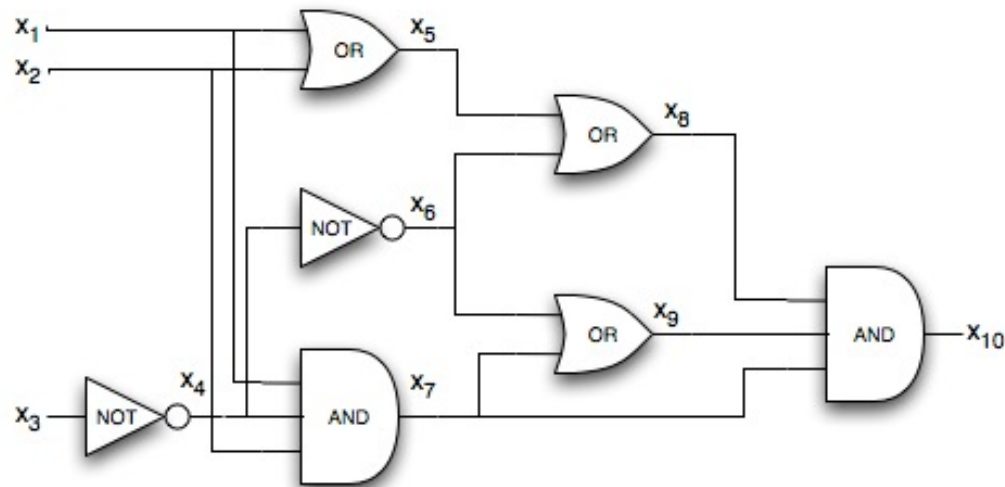 x1
x2
OR
x5
OR
x8
NOT
x6
OR
x9
AND
x10
x3
NOT
x4
AND
x7